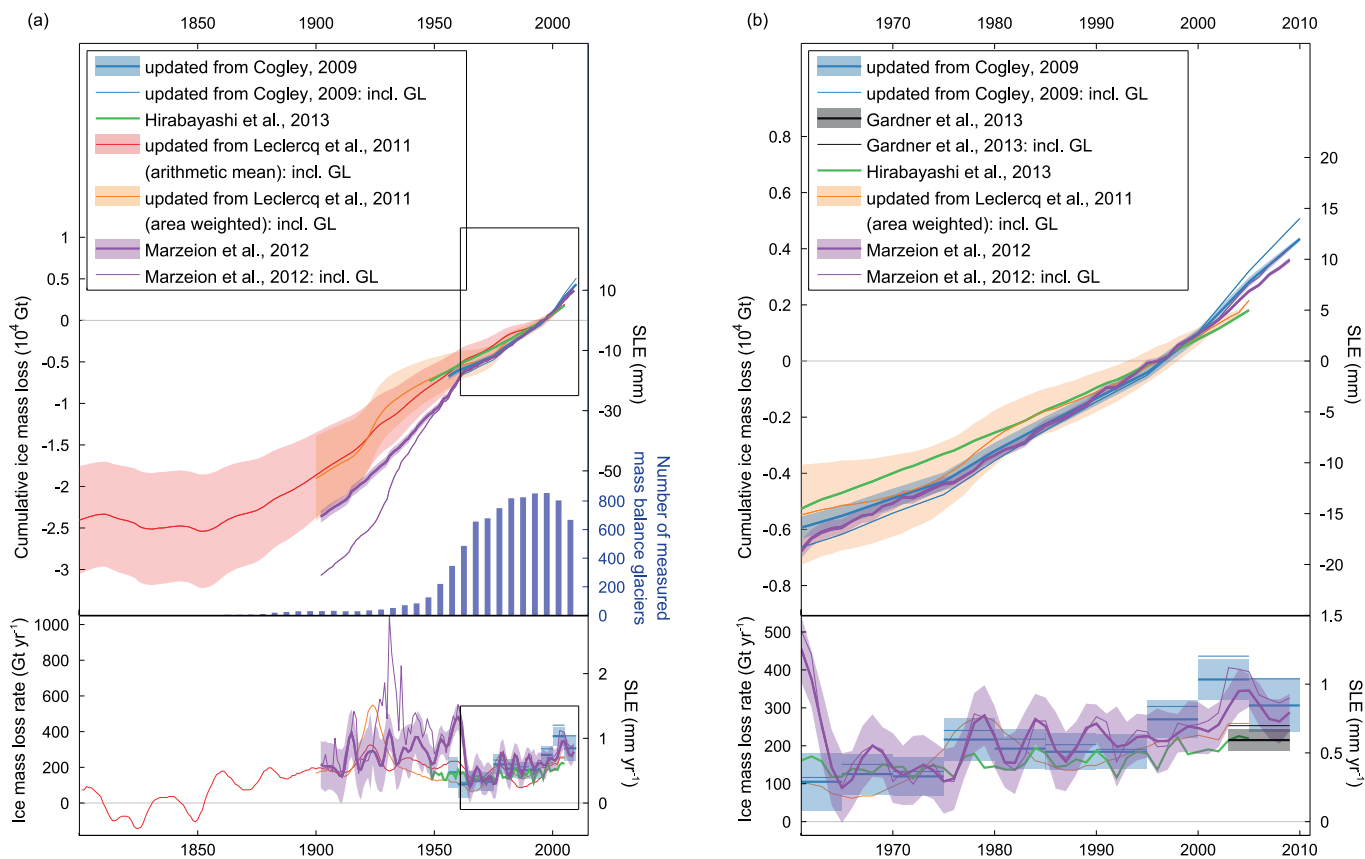 (a)
1850
1900
1950
2000
updated from Cogley, 2009
updated from Cogley, 2009: incl. GL
Hirabayashi et al., 2013
updated from Leclercq et al., 2011
(arithmetic mean): incl. GL
updated from Leclercq et al., 2011
(area weighted): incl. GL
Marzeion et al., 2012
Marzeion et al., 2012: incl. GL
Cumulative ice mass loss (10⁴ Gt)
1
0.5
0
-0.5
-1
-1.5
-2
-2.5
-3
SLE (mm)
10
-10
-30
-50
Number of measured
mass balance glaciers
800
600
400
200
0
Ice mass loss rate (Gt yr⁻¹)
1000
800
600
400
200
0
SLE (mm yr⁻¹)
2
1
0
1850
1900
1950
2000
(b)
1970
1980
1990
2000
2010
updated from Cogley, 2009
updated from Cogley, 2009: incl. GL
Gardner et al., 2013
Gardner et al., 2013: incl. GL
Hirabayashi et al., 2013
updated from Leclercq et al., 2011
(area weighted): incl. GL
Marzeion et al., 2012
Marzeion et al., 2012: incl. GL
Cumulative ice mass loss (10⁴ Gt)
0.8
0.6
0.4
0.2
0
-0.2
-0.4
-0.6
-0.8
SLE (mm)
20
15
10
5
0
-5
-10
-15
-20
Ice mass loss rate (Gt yr⁻¹)
500
400
300
200
100
0
SLE (mm yr⁻¹)
1.5
1
0.5
0
1970
1980
1990
2000
2010